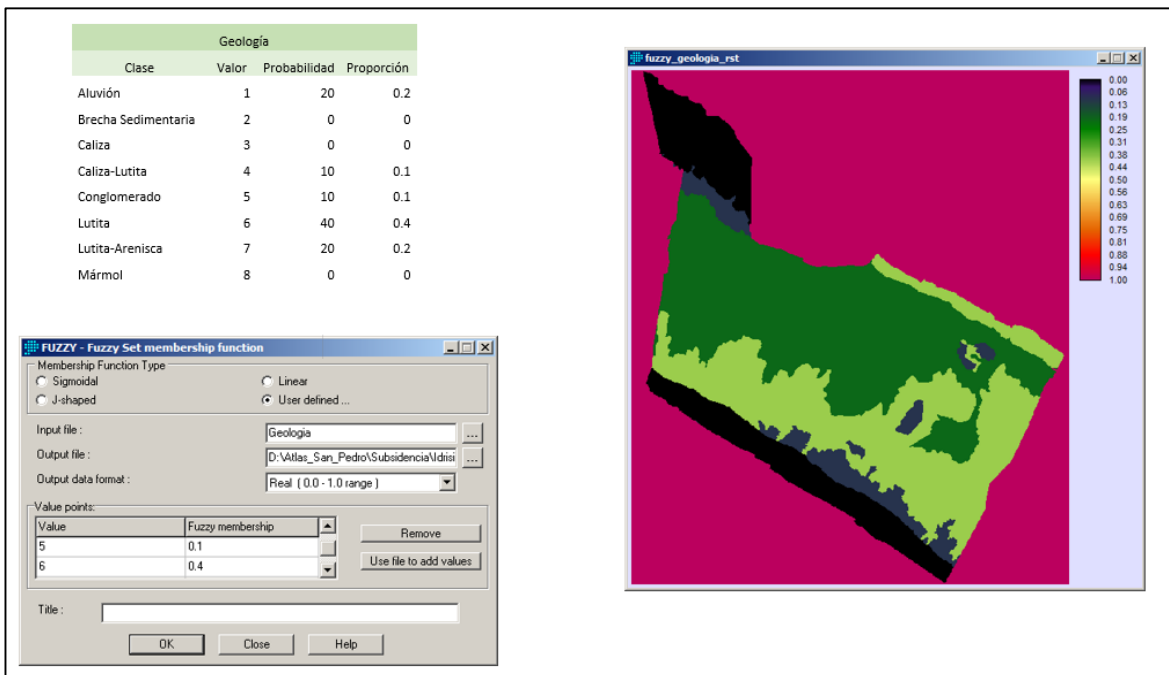 Geología
Clase Valor Probabilidad Proporción
Aluvión 1 20 0.2
Brecha Sedimentaria 2 0 0
Caliza 3 0 0
Caliza-Lutita 4 10 0.1
Conglomerado 5 10 0.1
Lutita 6 40 0.4
Lutita-Arenisca 7 20 0.2
Mármol 8 0 0
FUZZY - Fuzzy Set membership function
Membership Function Type
Sigmoidal Linear
J-shaped User defined ...
Input file : Geologia ...
Output file : D:\Atlas_San_Pedro\Subsidencia\Idrisi ...
Output data format : Real ( 0.0 - 1.0 range )
Value points:
Value Fuzzy membership
5 0.1
6 0.4
Remove
Use file to add values
Title :
OK Close Help
fuzzy_geologia_rst
0.00
0.06
0.13
0.19
0.25
0.31
0.38
0.44
0.50
0.56
0.63
0.69
0.75
0.81
0.88
0.94
1.00